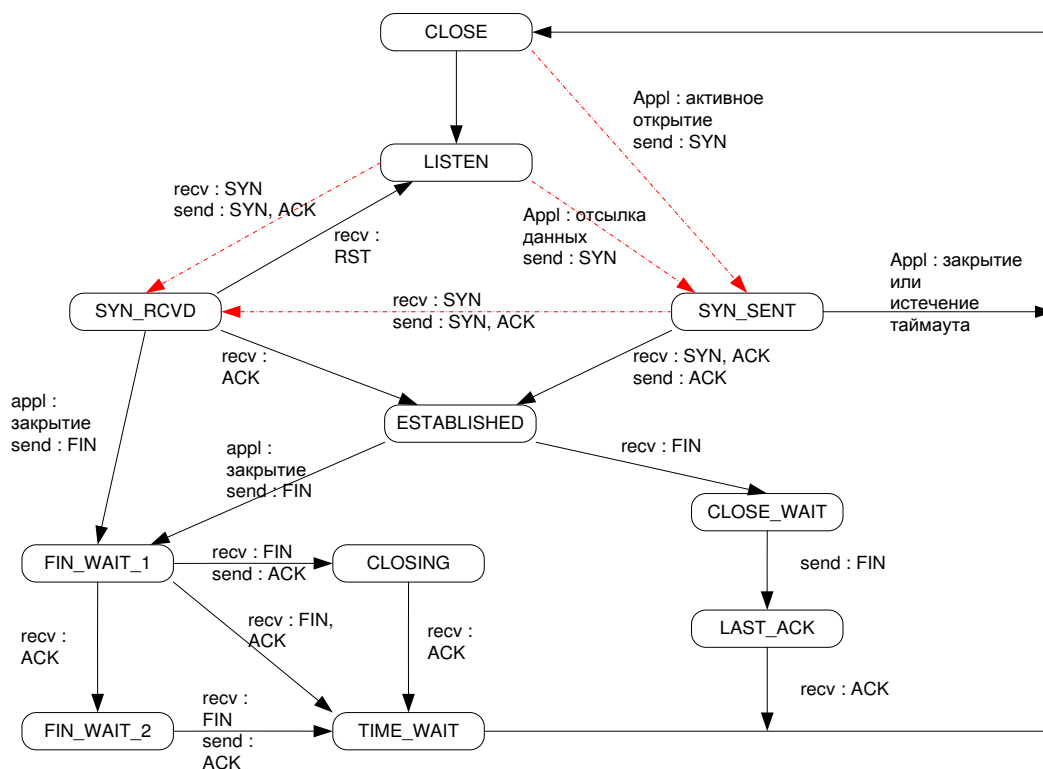 CLOSE
Appl : активное
открытие
send : SYN
LISTEN
recv : SYN
send : SYN, ACK
recv :
RST
Appl : отсылка
данных
send : SYN
Appl : закрытие
или
истечение
таймаута
SYN_RCVD
recv : SYN
send : SYN, ACK
SYN_SENT
recv :
ACK
recv : SYN, ACK
send : ACK
appl :
закрытие
send : FIN
ESTABLISHED
appl :
закрытие
send : FIN
recv : FIN
CLOSE_WAIT
FIN_WAIT_1
recv : FIN
send : ACK
CLOSING
send : FIN
recv :
ACK
recv : FIN,
ACK
recv :
ACK
LAST_ACK
recv : ACK
FIN_WAIT_2
recv :
FIN
send :
ACK
TIME_WAIT